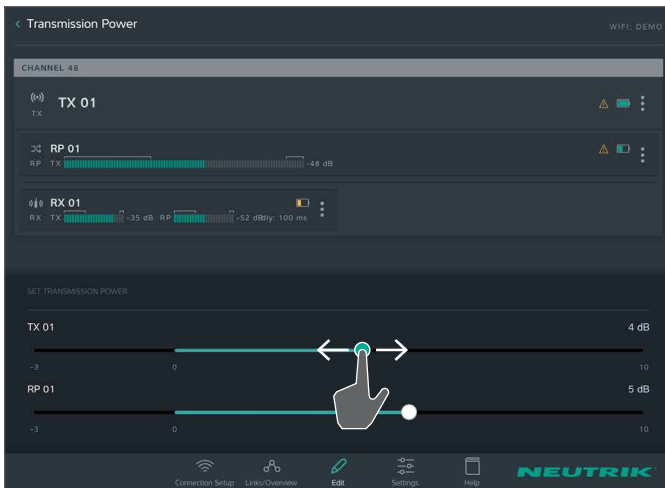 < Transmission Power
WIFI: DEMO
CHANNEL 48
TX 01
TX
RP 01
RP TX -48 dB
RX 01
RX TX -35 dB RP -52 dBdly: 100 ms
SET TRANSMISSION POWER
TX 01 4 dB
-3 0 10
RP 01 5 dB
-3 0 10
Connection Setup Links/Overview Edit Settings Help
NEUTRIK